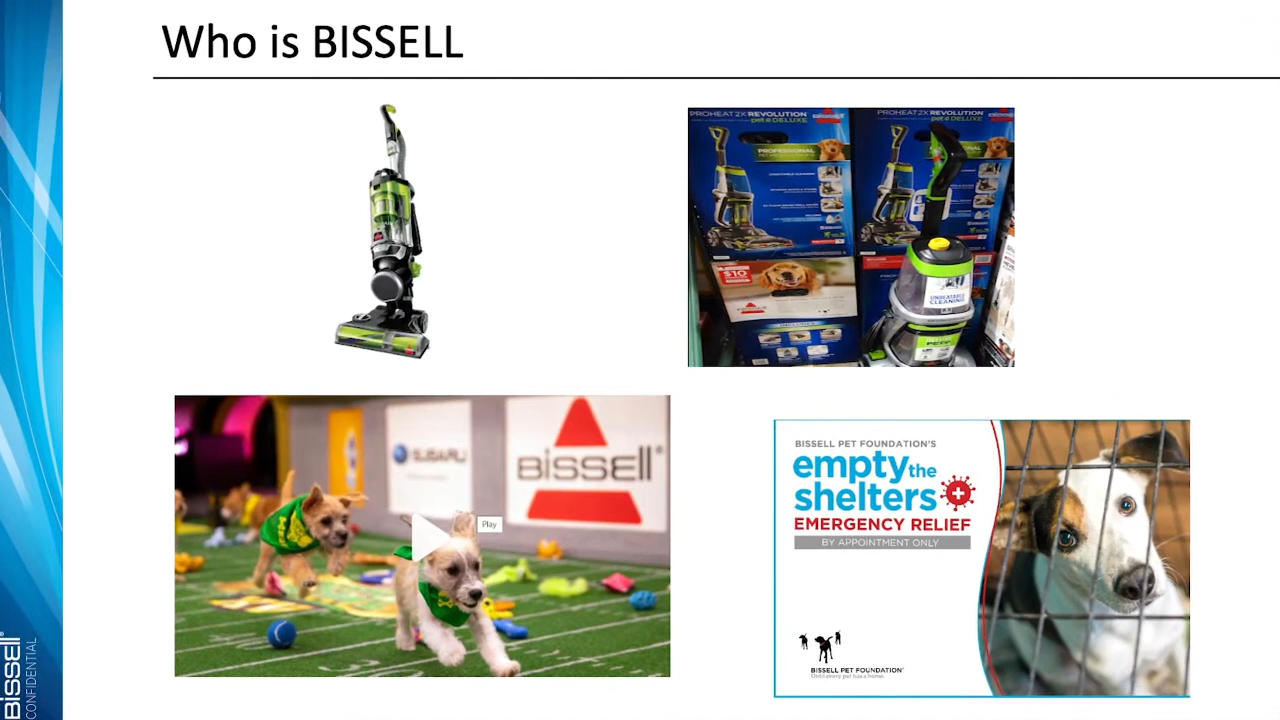 Who is BISSELL
PROHEAT 2X REVOLUTION
pet DELUXE
PROFESSIONAL
$10
BISSELL
PROHEAT 2X REVOLUTION
pet DELUXE
UNBEATABLE
CLEANING
SUBARU
BISSELL
Play
BISSELL PET FOUNDATION'S
empty the
shelters
EMERGENCY RELIEF
BY APPOINTMENT ONLY
BISSELL PET FOUNDATION
Until every pet has a home.
BISSELL
CONFIDENTIAL